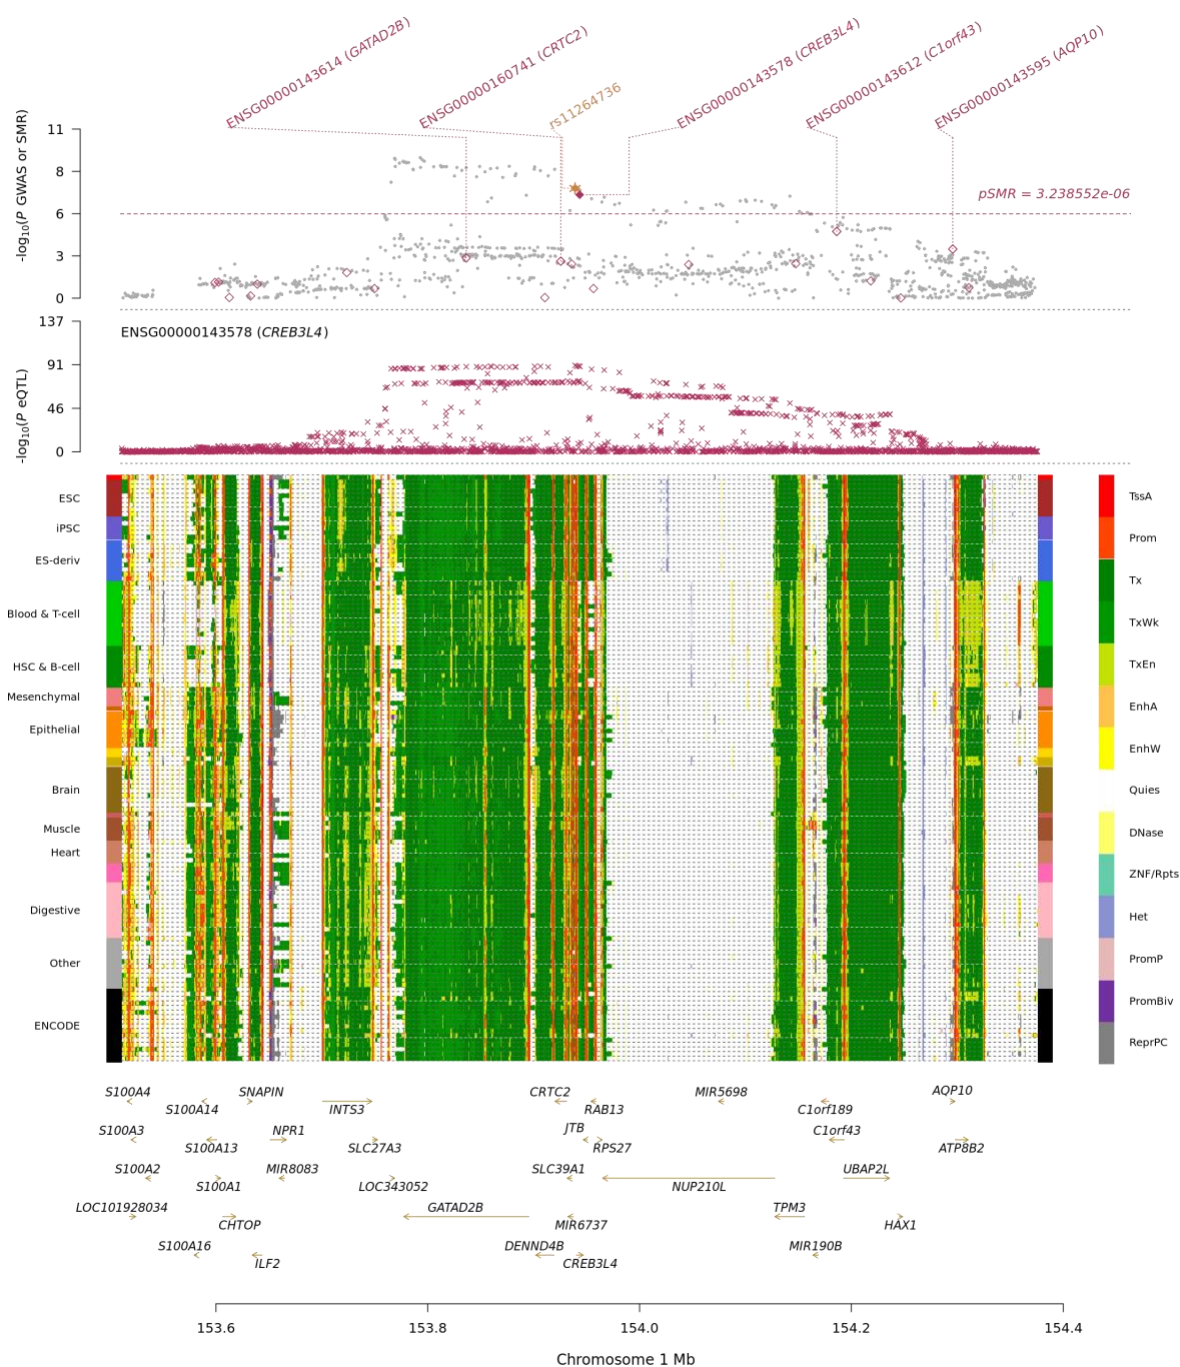 ENSG00000143614 (GATAD2B)
ENSG00000160741 (CRTC2)
rs11264736
ENSG00000143578 (CREB3L4)
ENSG00000143612 (C1orf43)
ENSG00000143595 (AQP10)
-log10(P GWAS or SMR)
11
8
6
3
0
pSMR = 3.238552e-06
-log10(P eQTL)
137
91
46
0
ENSG00000143578 (CREB3L4)
ESC
iPSC
ES-deriv
Blood & T-cell
HSC & B-cell
Mesenchymal
Epithelial
Brain
Muscle
Heart
Digestive
Other
ENCODE
TssA
Prom
Tx
TxWk
TxEn
EnhA
EnhW
Quies
DNase
ZNF/Rpts
Het
PromP
PromBiv
ReprPC
S100A4 SNAPIN CRTC2 MIR5698 AQP10
S100A14 INTS3 RAB13 C1orf189
S100A3 NPR1 JTB C1orf43
S100A13 SLC27A3 RPS27 ATP8B2
S100A2 MIR8083 SLC39A1 UBAP2L
S100A1 LOC343052 NUP210L
LOC101928034 GATAD2B TPM3
CHTOP MIR6737 HAX1
S100A16 DENND4B MIR190B
ILF2 CREB3L4
153.6 153.8 154.0 154.2 154.4
Chromosome 1 Mb